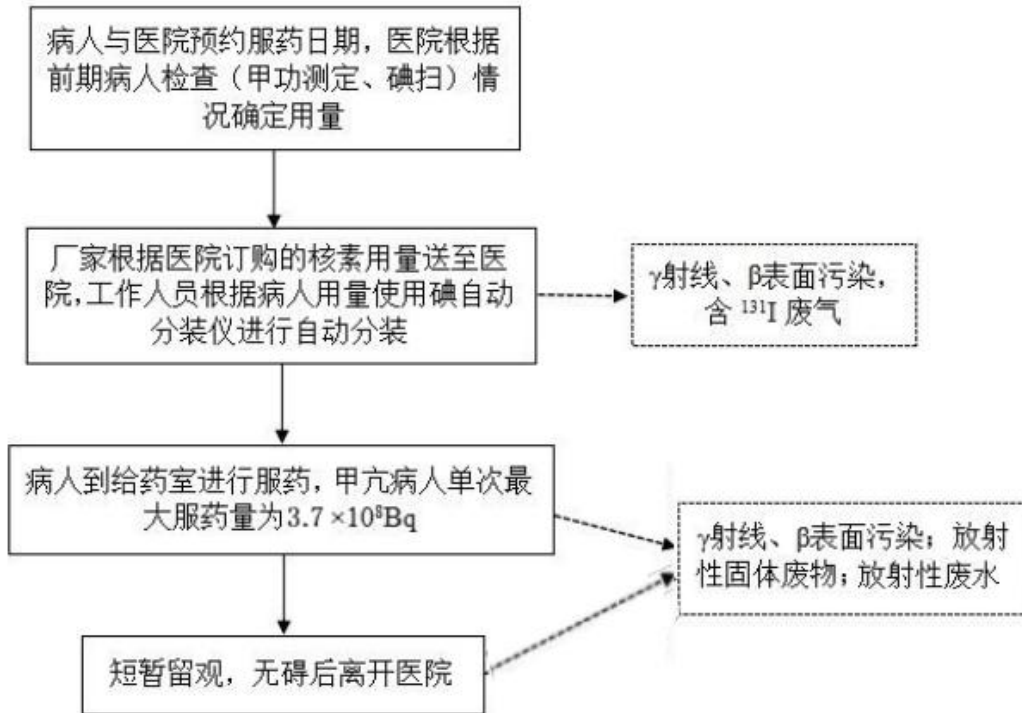 病人与医院预约服药日期，医院根据
前期病人检查（甲功测定、碘扫）情
况确定用量
厂家根据医院订购的核素用量送至医
院，工作人员根据病人用量使用碘自动
分装仪进行自动分装
γ射线、β表面污染，
含 ¹³¹I 废气
病人到给药室进行服药，甲亢病人单次最
大服药量为3.7 ×10⁸Bq
γ射线、β表面污染；放射
性固体废物；放射性废水
短暂留观，无碍后离开医院